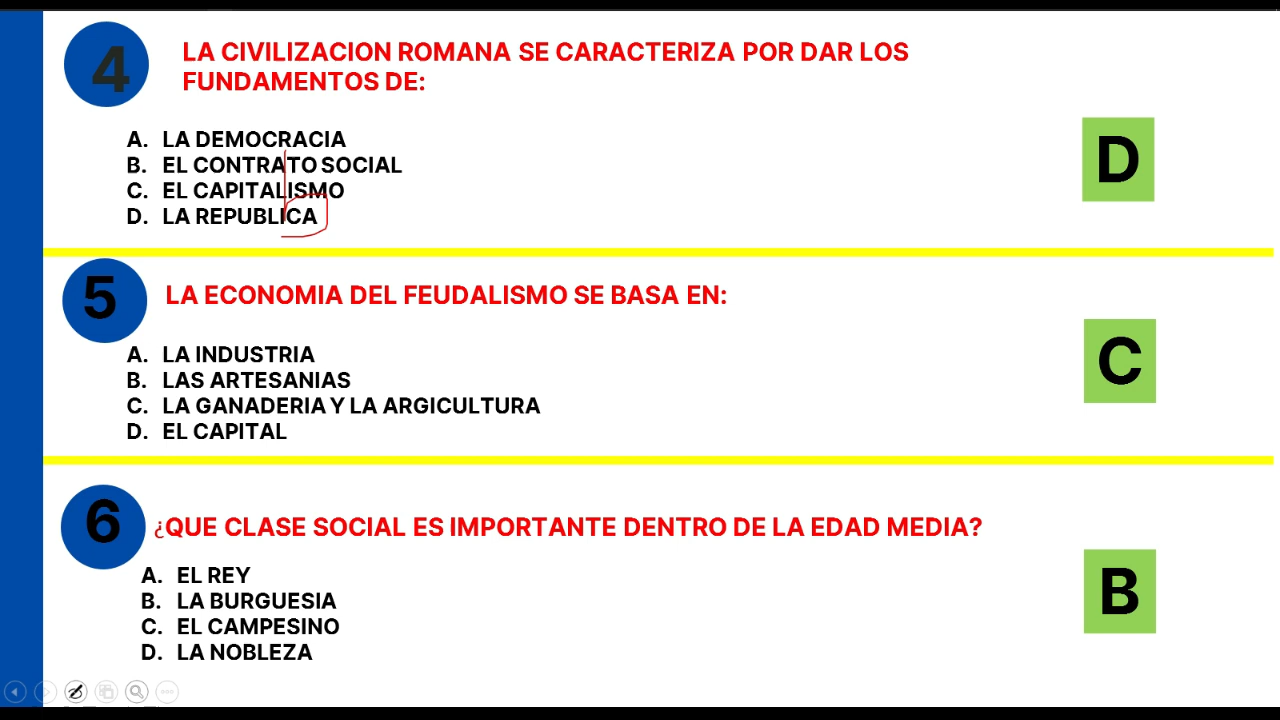 4
LA CIVILIZACION ROMANA SE CARACTERIZA POR DAR LOS
FUNDAMENTOS DE:
A. LA DEMOCRACIA
B. EL CONTRATO SOCIAL
C. EL CAPITALISMO
D. LA REPUBLICA
D
5
LA ECONOMIA DEL FEUDALISMO SE BASA EN:
A. LA INDUSTRIA
B. LAS ARTESANIAS
C. LA GANADERIA Y LA ARGICULTURA
D. EL CAPITAL
C
6
¿QUE CLASE SOCIAL ES IMPORTANTE DENTRO DE LA EDAD MEDIA?
A. EL REY
B. LA BURGUESIA
C. EL CAMPESINO
D. LA NOBLEZA
B